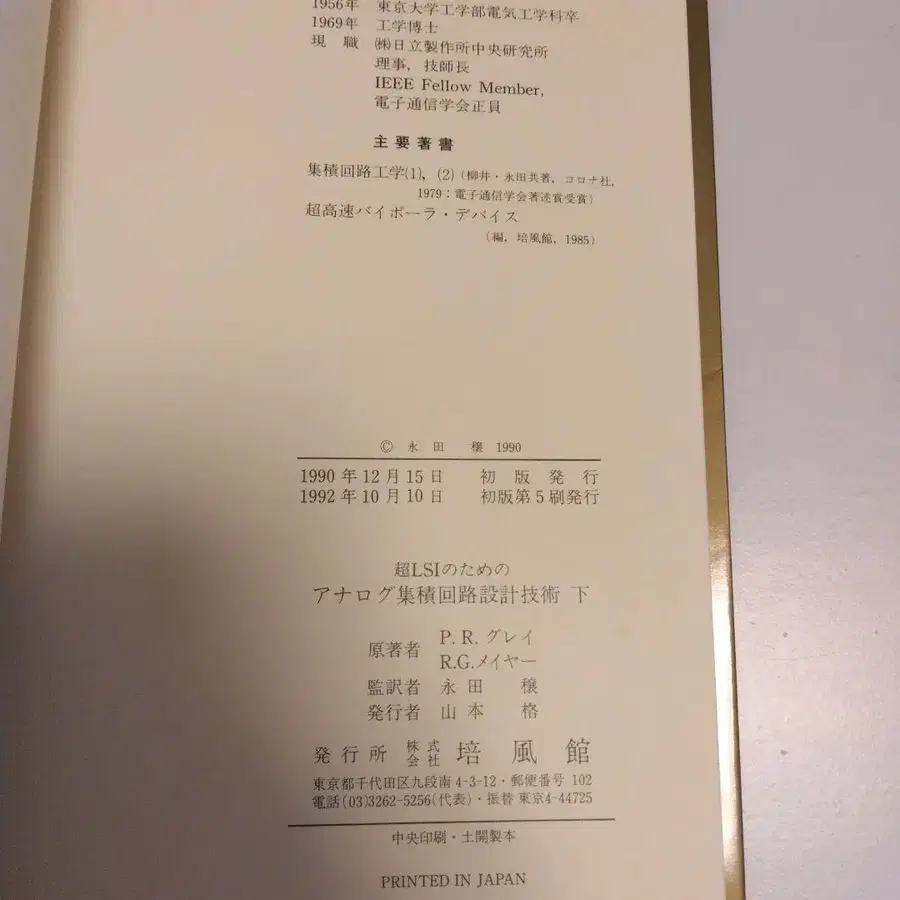 1956年 東京大学工学部電気工学科卒
1969年 工学博士
現 職 ㈱日立製作所中央研究所
理事, 技師長
IEEE Fellow Member,
電子通信学会正員
主要著書
集積回路工学(1), (2) (柳井・永田共著, コロナ社,
1979:電子通信学会著述賞受賞)
超高速バイポーラ・デバイス
(編, 培風館, 1985)
Ⓒ 永田 穣 1990
1990年12月15日 初版発行
1992年10月10日 初版第5刷発行
超LSIのための
アナログ集積回路設計技術 下
原著者 P. R. グレイ
R.G.メイヤー
監訳者 永田 穣
発行者 山本 格
発行所 株式会社 培風館
東京都千代田区九段南4-3-12・郵便番号 102
電話(03)3262-5256(代表)・振替 東京4-44725
中央印刷・土開製本
PRINTED IN JAPAN